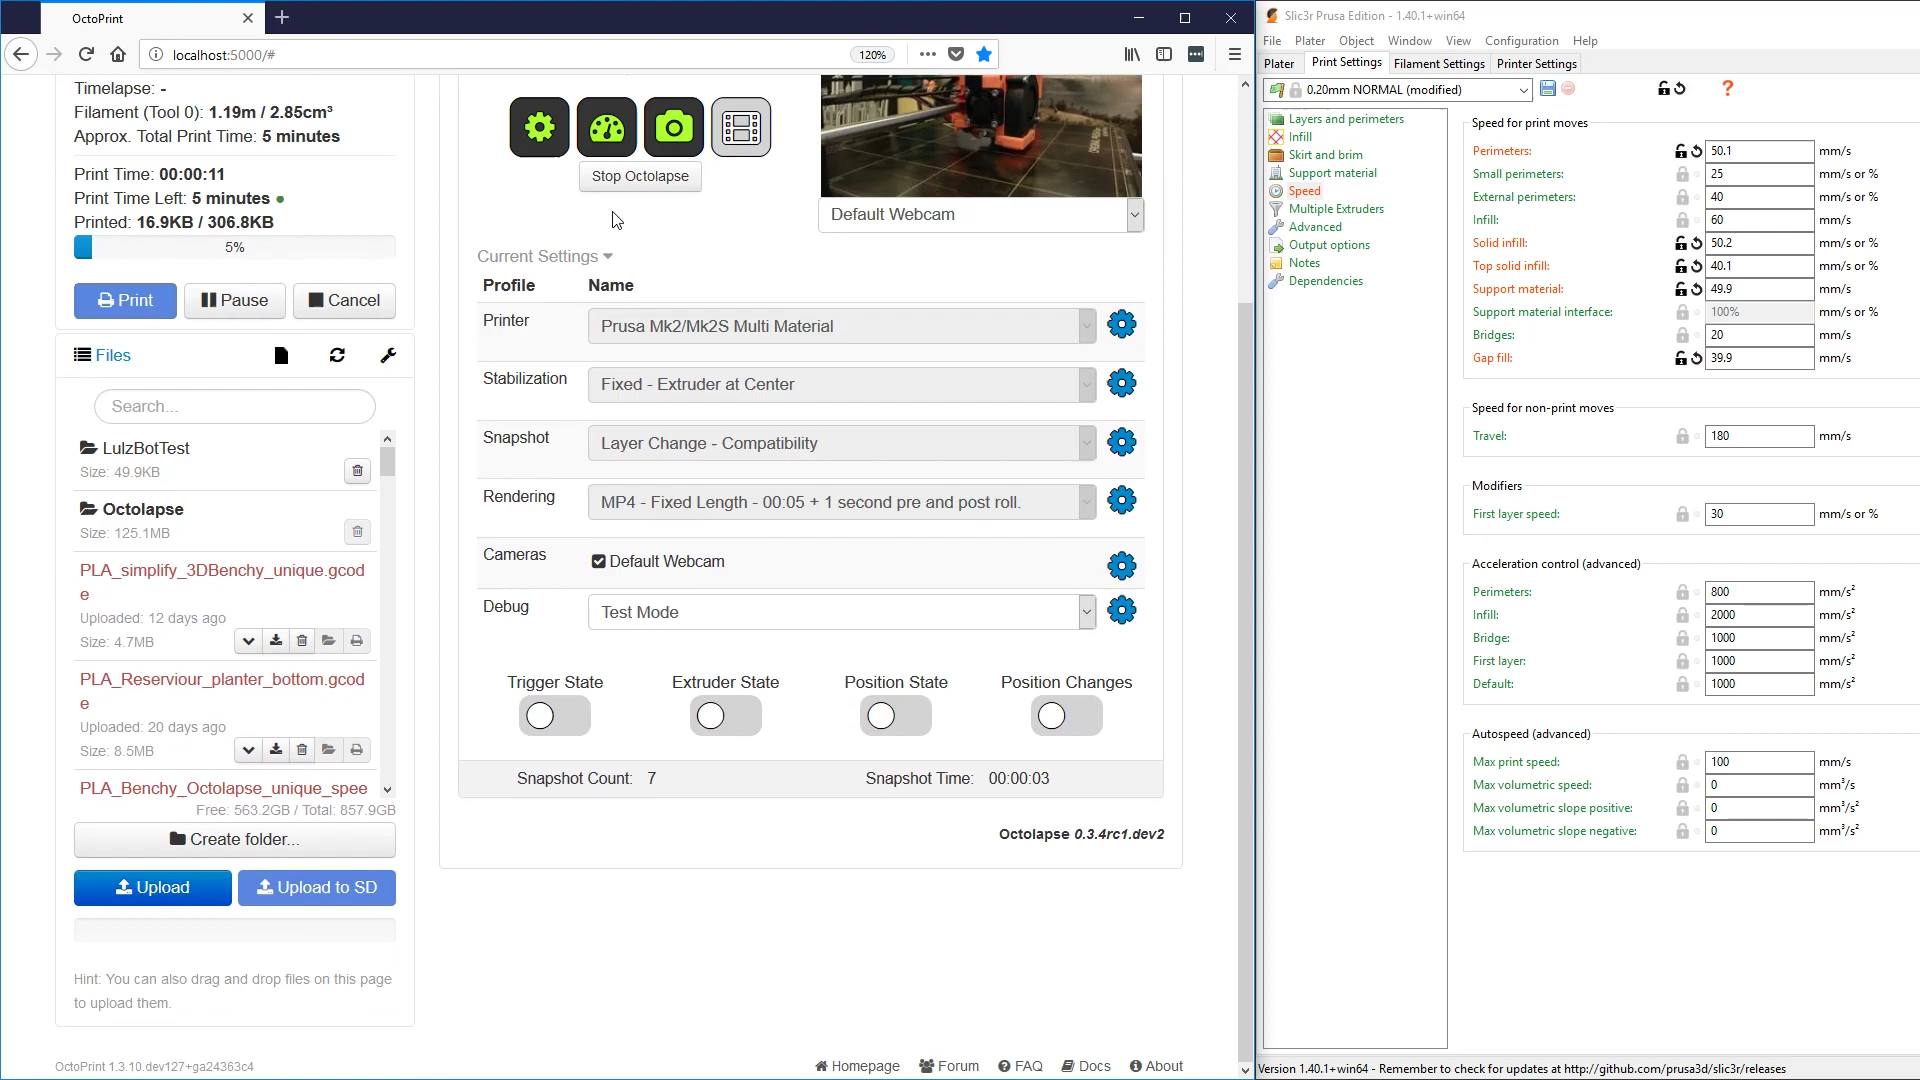 OctoPrint
localhost:5000/#
120%
Timelapse: -
Filament (Tool 0): 1.19m / 2.85cm³
Approx. Total Print Time: 5 minutes
Print Time: 00:00:11
Print Time Left: 5 minutes
Printed: 16.9KB / 306.8KB
5%
Print
Pause
Cancel
Files
Search...
LulzBotTest
Size: 49.9KB
Octolapse
Size: 125.1MB
PLA_simplify_3DBenchy_unique.gcod
e
Uploaded: 12 days ago
Size: 4.7MB
PLA_Reserviour_planter_bottom.gcod
e
Uploaded: 20 days ago
Size: 8.5MB
PLA_Benchy_Octolapse_unique_spee
Free: 563.2GB / Total: 857.9GB
Create folder...
Upload
Upload to SD
Hint: You can also drag and drop files on this page
to upload them.
OctoPrint 1.3.10.dev127+ga24363c4
Stop Octolapse
Default Webcam
Current Settings
Profile Name
Printer Prusa Mk2/Mk2S Multi Material
Stabilization Fixed - Extruder at Center
Snapshot Layer Change - Compatibility
Rendering MP4 - Fixed Length - 00:05 + 1 second pre and post roll.
Cameras Default Webcam
Debug Test Mode
Trigger State Extruder State Position State Position Changes
Snapshot Count: 7 Snapshot Time: 00:00:03
Octolapse 0.3.4rc1.dev2
Homepage Forum FAQ Docs About
Slic3r Prusa Edition - 1.40.1+win64
File Plater Object Window View Configuration Help
Plater Print Settings Filament Settings Printer Settings
0.20mm NORMAL (modified)
Layers and perimeters
Infill
Skirt and brim
Support material
Speed
Multiple Extruders
Advanced
Output options
Notes
Dependencies
Speed for print moves
Perimeters: 50.1 mm/s
Small perimeters: 25 mm/s or %
External perimeters: 40 mm/s or %
Infill: 60 mm/s
Solid infill: 50.2 mm/s or %
Top solid infill: 40.1 mm/s or %
Support material: 49.9 mm/s
Support material interface: 100% mm/s or %
Bridges: 20 mm/s
Gap fill: 39.9 mm/s
Speed for non-print moves
Travel: 180 mm/s
Modifiers
First layer speed: 30 mm/s or %
Acceleration control (advanced)
Perimeters: 800 mm/s²
Infill: 2000 mm/s²
Bridge: 1000 mm/s²
First layer: 1000 mm/s²
Default: 1000 mm/s²
Autospeed (advanced)
Max print speed: 100 mm/s
Max volumetric speed: 0 mm³/s
Max volumetric slope positive: 0 mm³/s²
Max volumetric slope negative: 0 mm³/s²
Version 1.40.1+win64 - Remember to check for updates at http://github.com/prusa3d/slic3r/releases